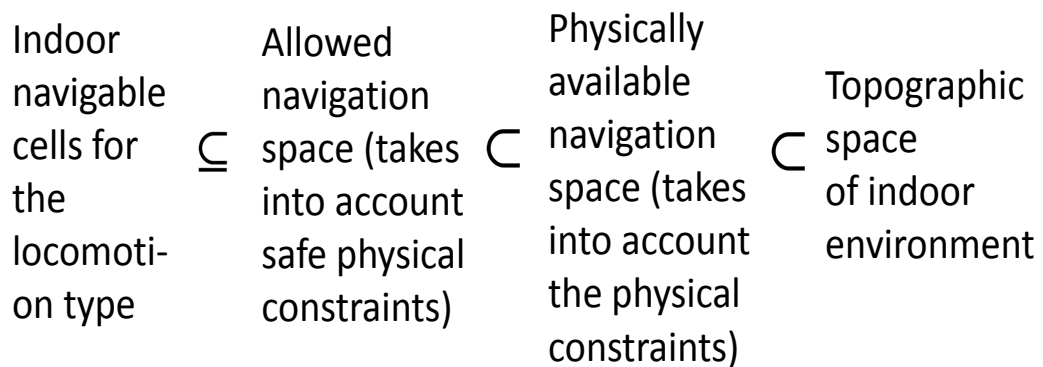 Indoor
navigable
cells for
the
locomoti-
on type
⊆
Allowed
navigation
space (takes
into account
safe physical
constraints)
⊂
Physically
available
navigation
space (takes
into account
the physical
constraints)
⊂
Topographic
space
of indoor
environment